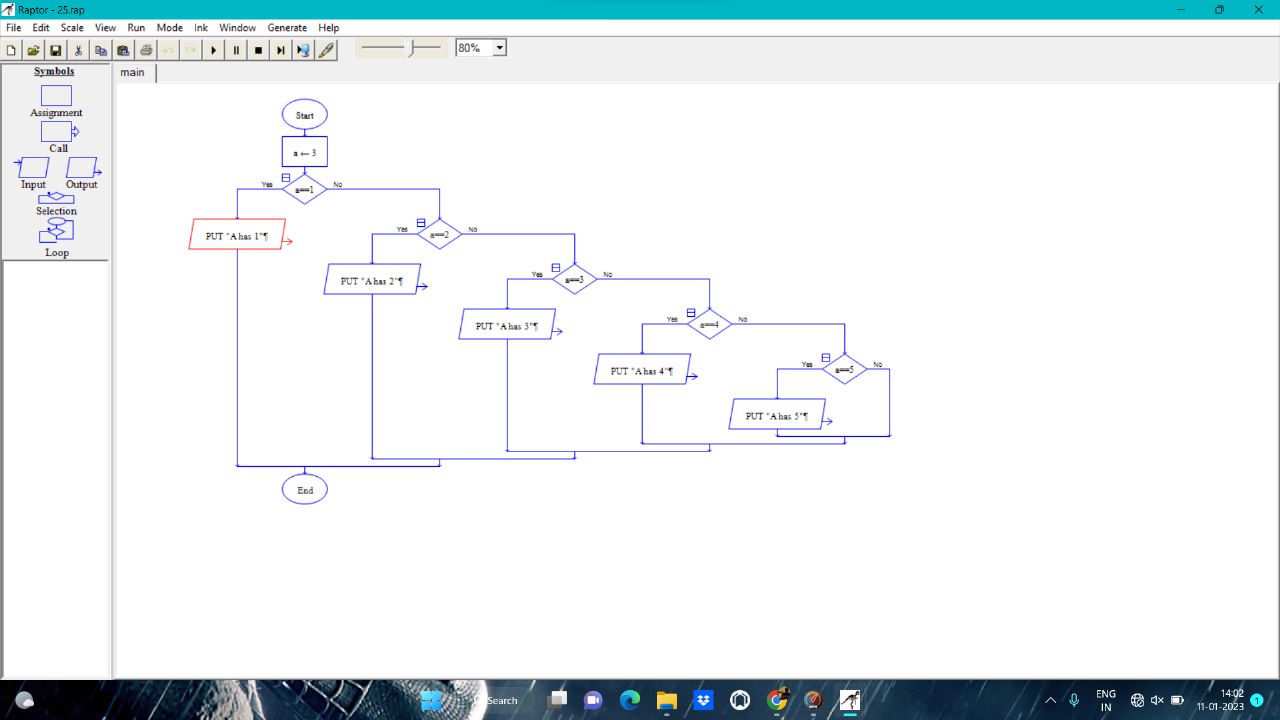 Raptor - 25.rap
File Edit Scale View Run Mode Ink Window Generate Help
80%
Symbols
main
Assignment
Call
Input Output
Selection
Loop
Start
a ← 3
Yes a==1 No
PUT "A has 1"¶
Yes a==2 No
PUT "A has 2"¶
Yes a==3 No
PUT "A has 3"¶
Yes a==4 No
PUT "A has 4"¶
Yes a==5 No
PUT "A has 5"¶
End
Search
ENG
IN
14:02
11-01-2023
1